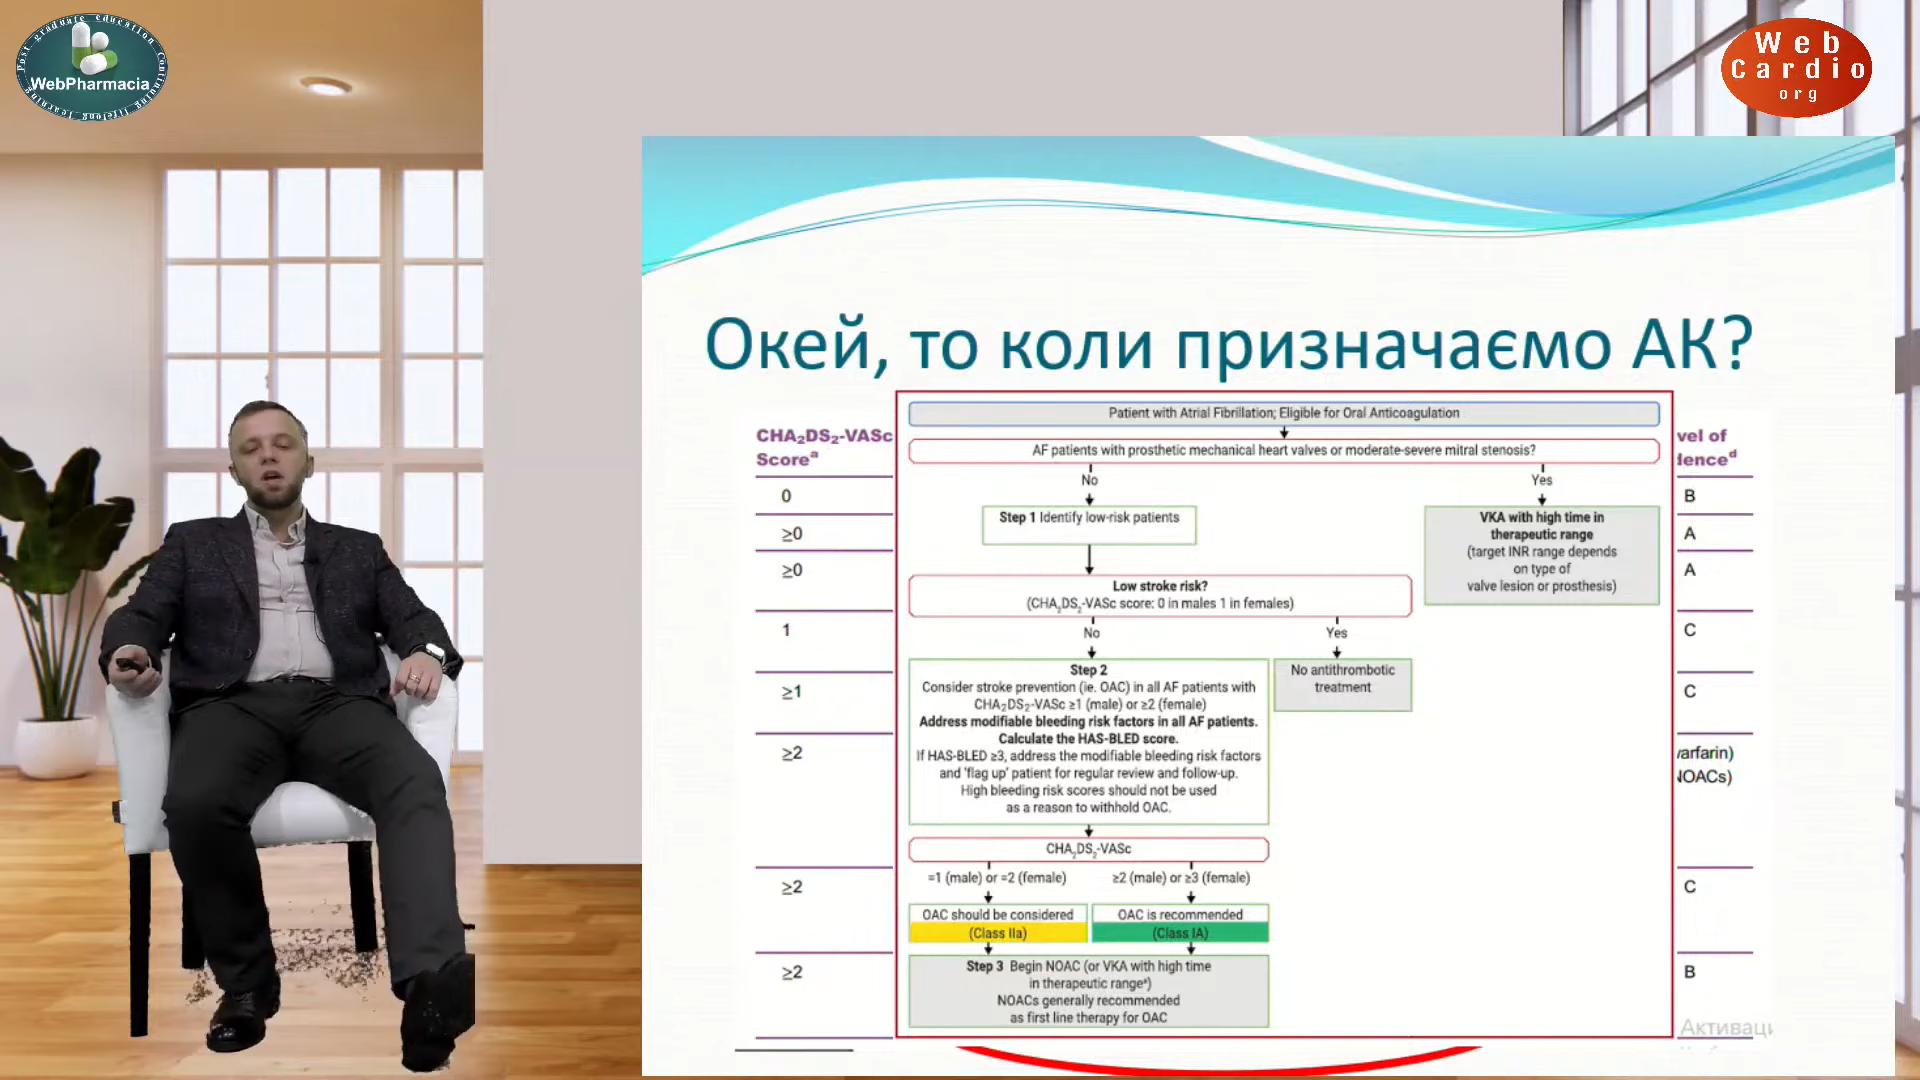 Post graduate education Continuing lifelong learning
WebPharmacia
Web
Cardio
org
Окей, то коли призначаємо АК?
CHA₂DS₂-VASc
Scoreᵃ
0
≥0
≥0
1
≥1
≥2
≥2
≥2
Patient with Atrial Fibrillation; Eligible for Oral Anticoagulation
AF patients with prosthetic mechanical heart valves or moderate-severe mitral stenosis?
No
Yes
Step 1 Identify low-risk patients
VKA with high time in
therapeutic range
(target INR range depends
on type of
valve lesion or prosthesis)
Low stroke risk?
(CHA₂DS₂-VASc score: 0 in males 1 in females)
No
Yes
Step 2
Consider stroke prevention (ie. OAC) in all AF patients with
CHA₂DS₂-VASc ≥1 (male) or ≥2 (female)
Address modifiable bleeding risk factors in all AF patients.
Calculate the HAS-BLED score.
If HAS-BLED ≥3, address the modifiable bleeding risk factors
and 'flag up' patient for regular review and follow-up.
High bleeding risk scores should not be used
as a reason to withhold OAC.
No antithrombotic
treatment
CHA₂DS₂-VASc
=1 (male) or =2 (female)
≥2 (male) or ≥3 (female)
OAC should be considered
(Class IIa)
OAC is recommended
(Class IA)
Step 3 Begin NOAC (or VKA with high time
in therapeutic rangeᵃ)
NOACs generally recommended
as first line therapy for OAC
vel of
denceᵈ
B
A
A
C
C
arfarin)
NOACs)
C
B
Активаці